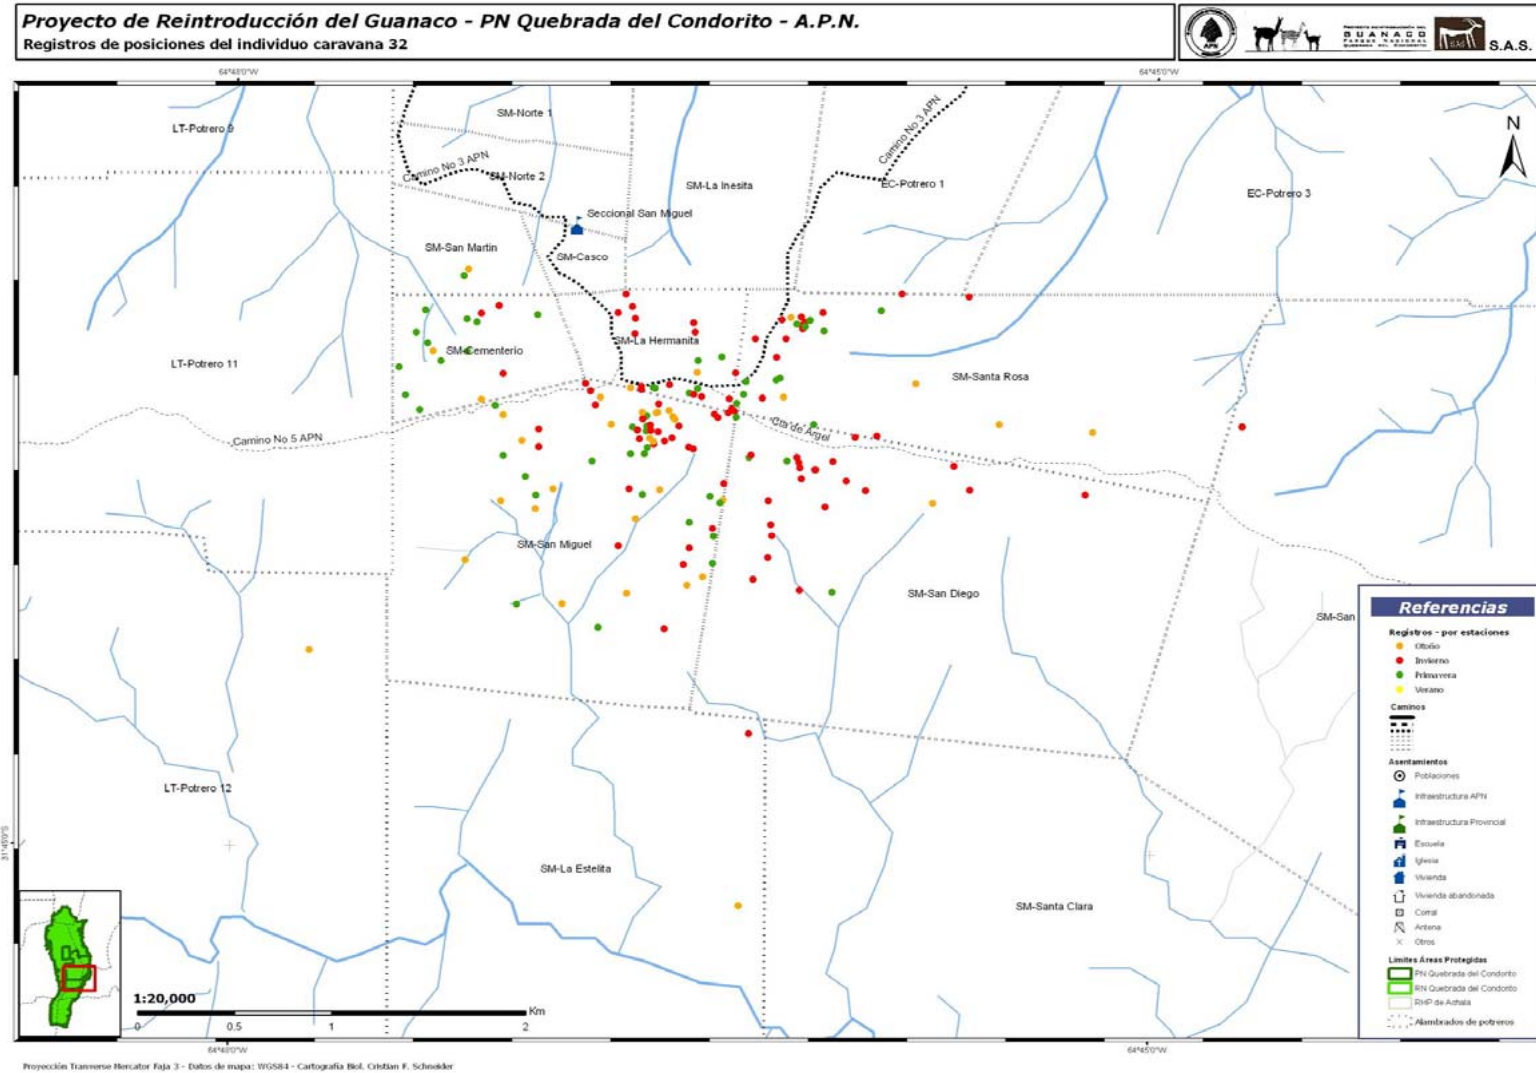 Proyecto de Reintroducción del Guanaco - PN Quebrada del Condorito - A.P.N.
Registros de posiciones del individuo caravana 32
APN
GUANACO
SAS
S.A.S.
64°48'0"W
64°45'0"W
N
LT-Potrero 9
SM-Norte 1
Camino No 3 APN
SM-Norte 2
SM-La Inesita
Camino No 3 APN
EC-Potrero 1
EC-Potrero 3
Seccional San Miguel
SM-San Martin
SM-Casco
LT-Potrero 11
SM-Cementerio
SM-La Hermanita
SM-Santa Rosa
Camino No 5 APN
Cta de Argel
SM-San Miguel
SM-San Diego
SM-San
LT-Potrero 12
SM-La Estelita
SM-Santa Clara
31°45'0"S
Referencias
Registros - por estaciones
Otoño
Invierno
Primavera
Verano
Caminos
Asentamientos
Poblaciones
Infraestructura APN
Infraestructura Provincial
Escuela
Iglesia
Vivienda
Vivienda abandonada
Corral
Antena
Otros
Límites Áreas Protegidas
PN Quebrada del Condorito
RN Quebrada del Condorito
RHP de Achala
Alambrados de potreros
1:20,000
Km
0 0.5 1 2
64°48'0"W
64°45'0"W
Proyección Tranverse Mercator Faja 3 - Datos de mapa: WGS84 - Cartografía Biol. Cristian F. Schneider